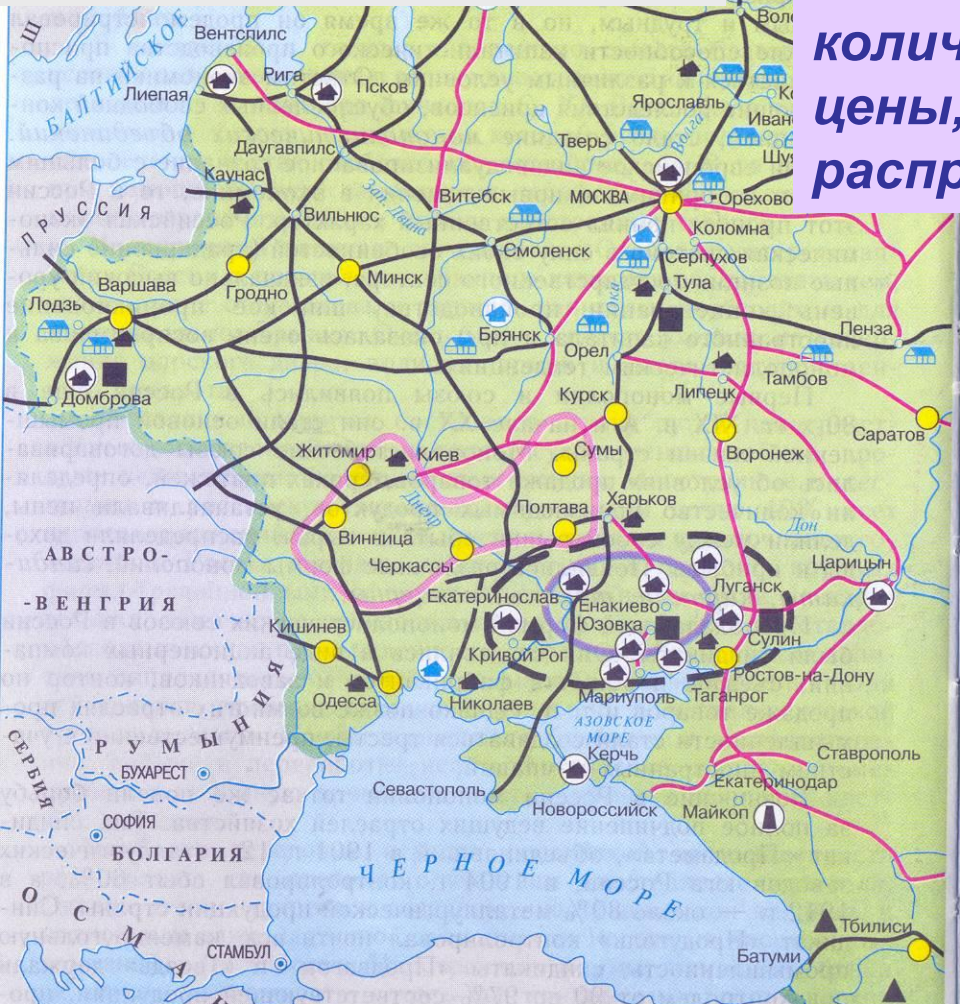 колич
цены,
распр
Воло
Вентспилс
БАЛТИЙСКОЕ
Рига
Лиепая
Псков
Ярославль
Волга
Тверь
Даугавпилс
Каунас
МОСКВА
Орехово
Зап. Двина
Витебск
Вильнюс
РУССИЯ
Коломна
Смоленск
Серпухов
Минск
Варшава
Гродно
Тула
Ока
Лодзь
Брянск
Пенза
Орел
Тамбов
Домброва
Липецк
Курск
Саратов
Житомир
Киев
Сумы
Воронеж
Днепр
Харьков
Полтава
Дон
Винница
АВСТРО-
-ВЕНГРИЯ
Черкассы
Царицын
Луганск
Екатеринослав
Енакиево
Юзовка
Сулин
Кишинев
Кривой Рог
Ростов-на-Дону
Мариуполь
Таганрог
Одесса
Николаев
АЗОВСКОЕ
МОРЕ
РУМЫНИЯ
СЕРБИЯ
Керчь
Ставрополь
БУХАРЕСТ
Севастополь
Екатеринодар
Новороссийск
Майкоп
СОФИЯ
БОЛГАРИЯ
ЧЕРНОЕ МОРЕ
ОСМА
СТАМБУЛ
Тбилиси
Батуми